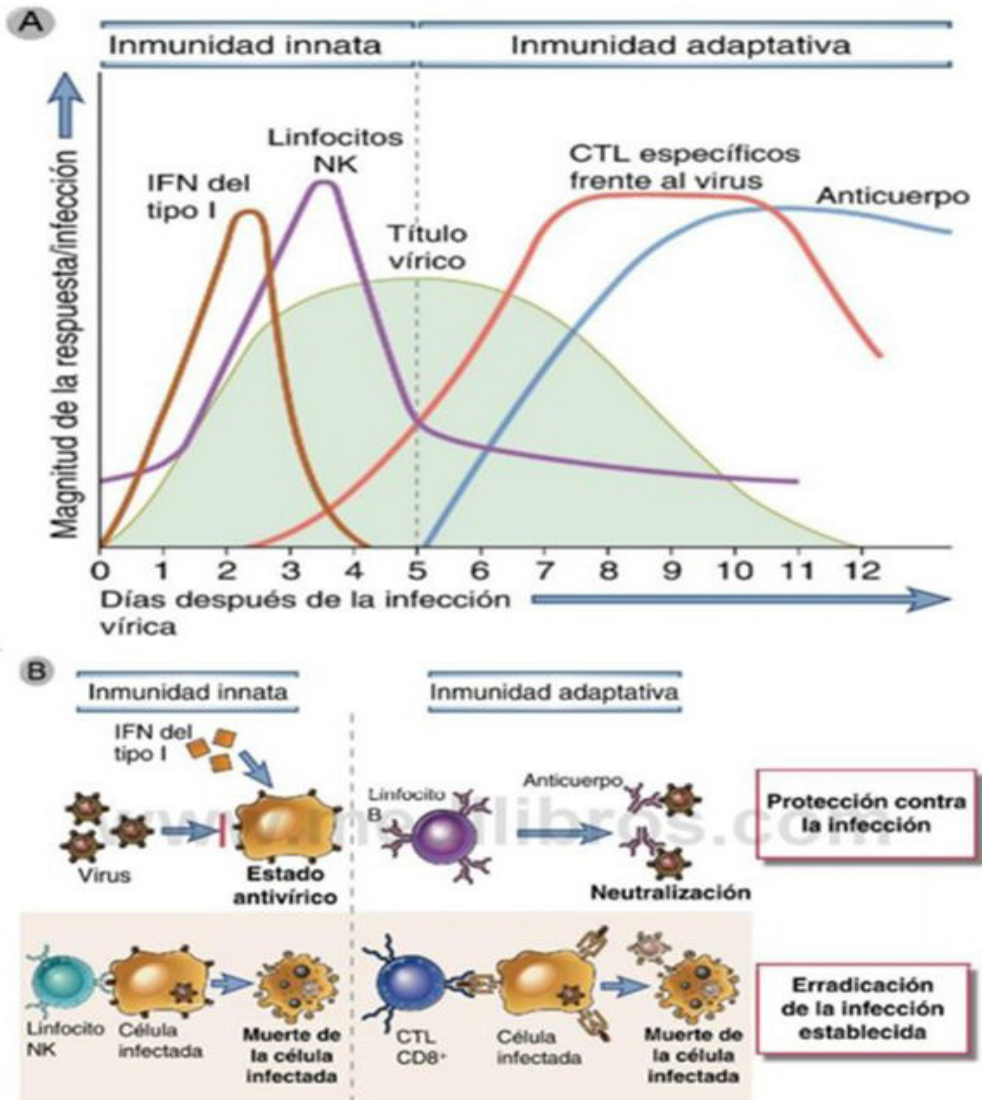 A
Inmunidad innata
Inmunidad adaptativa
Magnitud de la respuesta/infección
IFN del
tipo I
Linfocitos
NK
Título
vírico
CTL específicos
frente al virus
Anticuerpo
0 1 2 3 4 5 6 7 8 9 10 11 12
Días después de la infección
vírica
B
Inmunidad innata
Inmunidad adaptativa
IFN del
tipo I
Virus
Estado
antivírico
Linfocito
B
Anticuerpo
Neutralización
Protección contra
la infección
Linfocito
NK
Célula
infectada
Muerte de
la célula
infectada
CTL
CD8+
Célula
infectada
Muerte de
la célula
infectada
Erradicación
de la infección
establecida